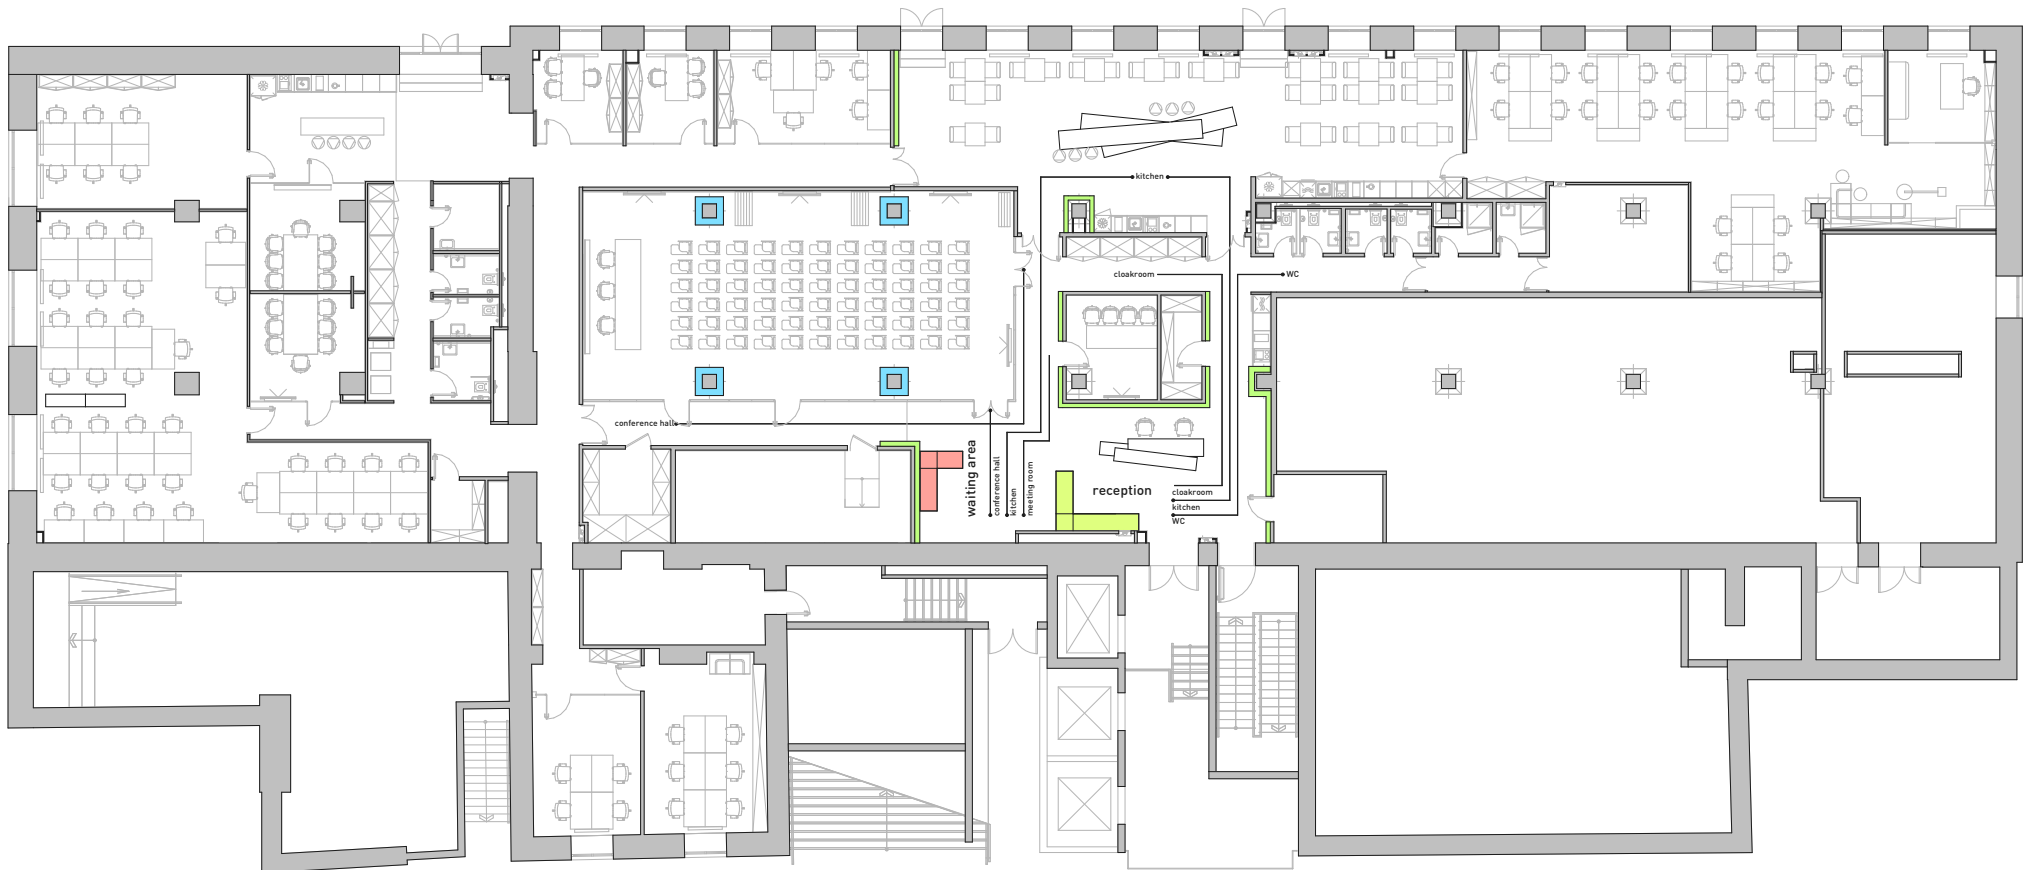 kitchen
cloakroom
WC
conference hall
waiting area
conference hall
kitchen
meeting room
reception
cloakroom
kitchen
WC